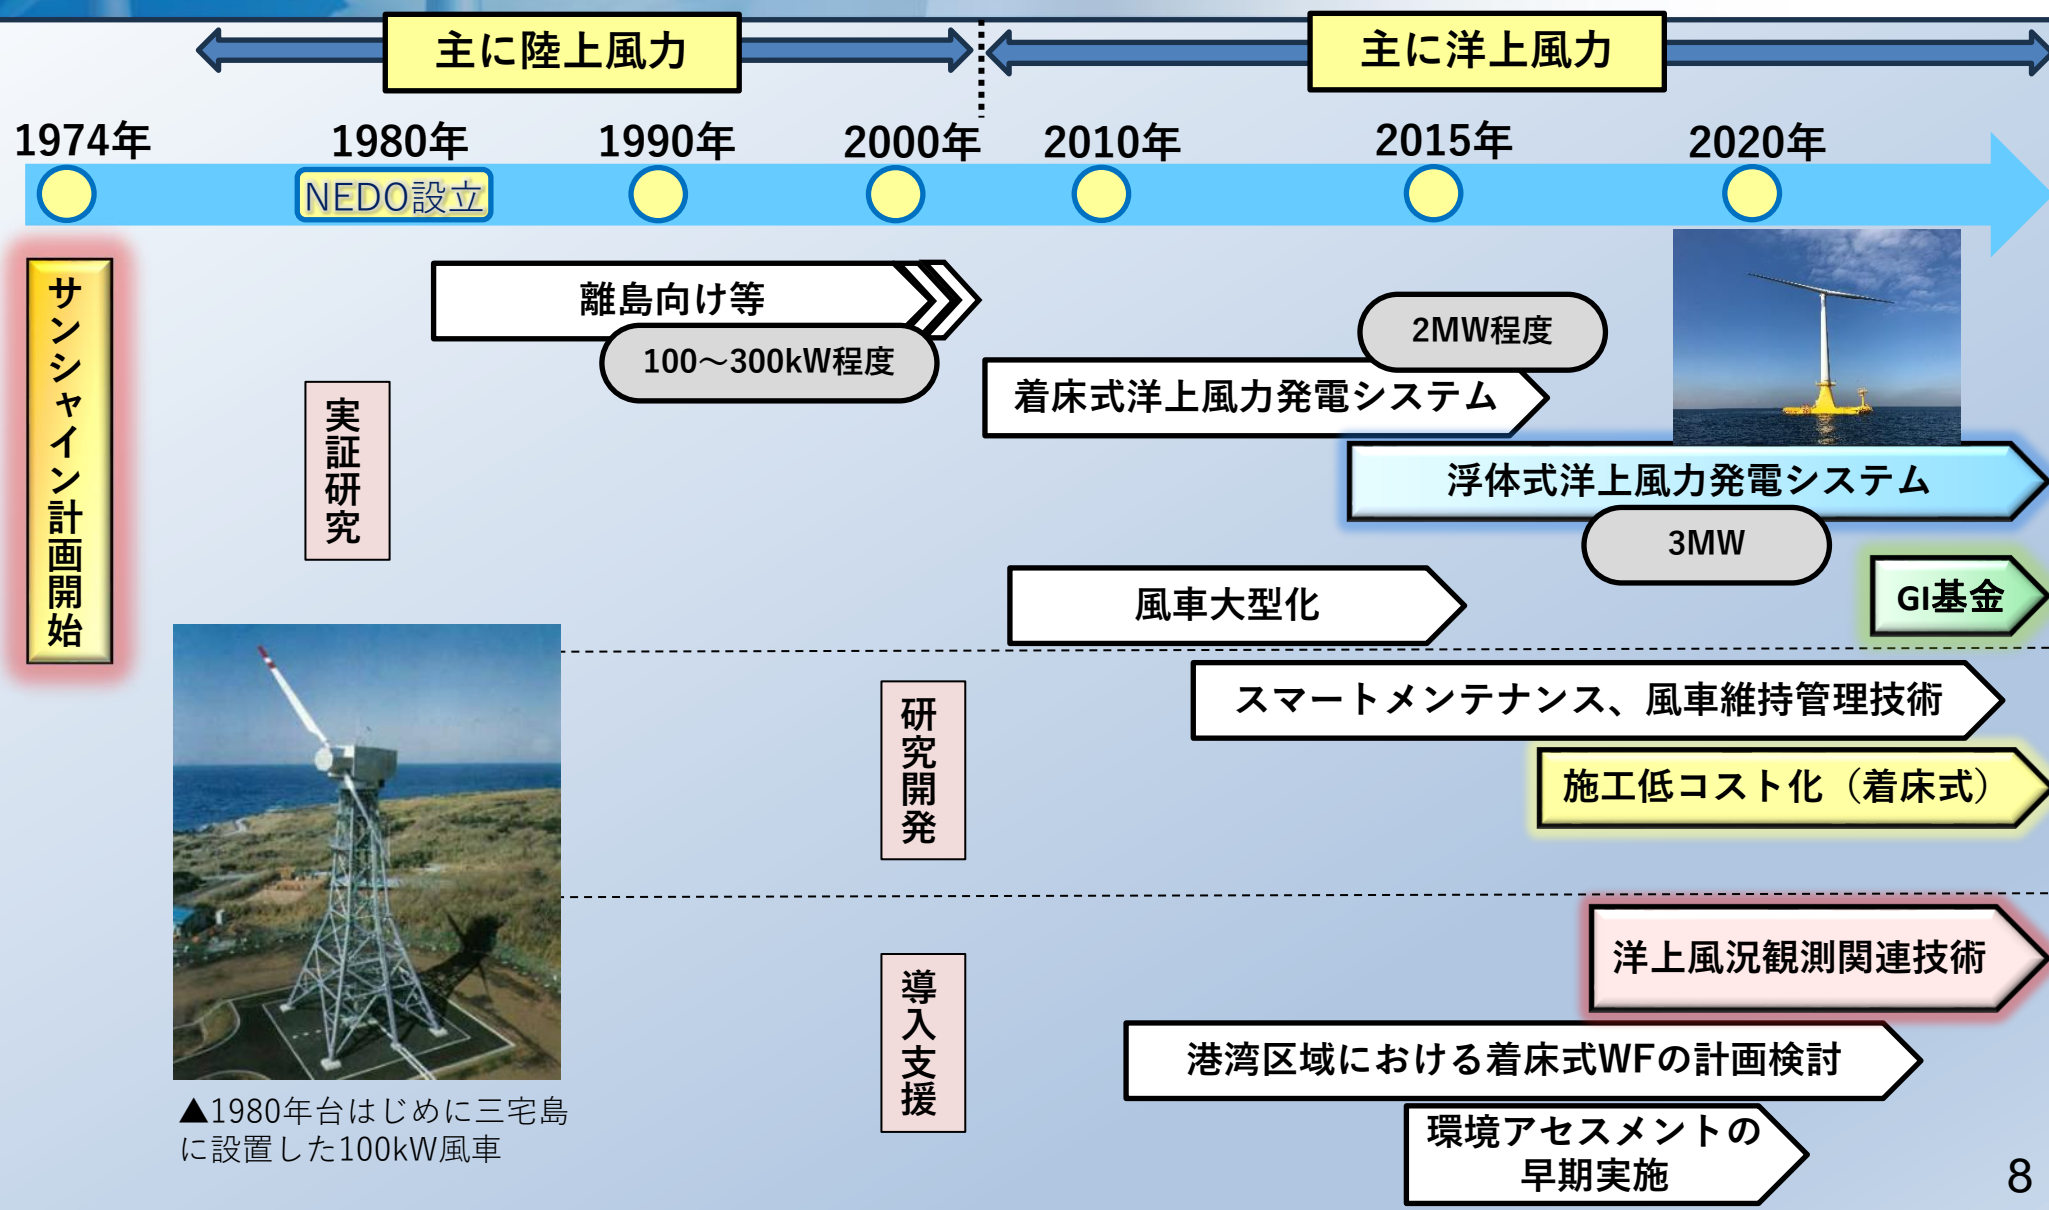 主に陸上風力
主に洋上風力
1974年
1980年
1990年
2000年
2010年
2015年
2020年
NEDO設立
サンシャイン計画開始
離島向け等
100～300kW程度
2MW程度
実証研究
着床式洋上風力発電システム
浮体式洋上風力発電システム
3MW
風車大型化
GI基金
スマートメンテナンス、風車維持管理技術
研究開発
施工低コスト化（着床式）
洋上風況観測関連技術
導入支援
港湾区域における着床式WFの計画検討
環境アセスメントの
早期実施
▲1980年台はじめに三宅島
に設置した100kW風車
8